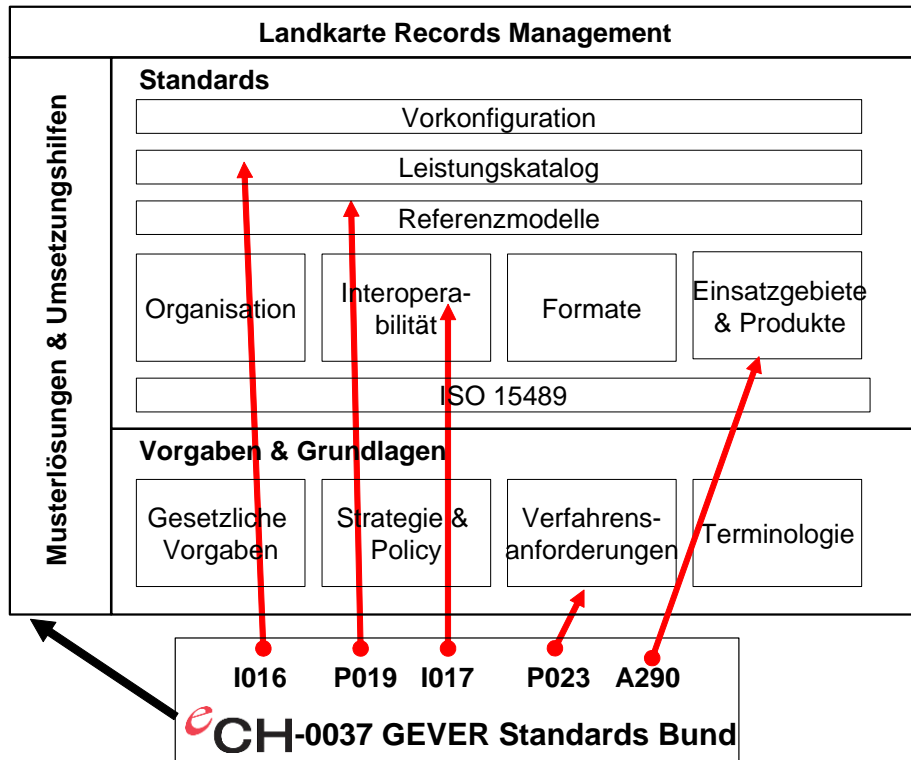 Landkarte Records Management
Musterlösungen & Umsetzungshilfen
Standards
Vorkonfiguration
Leistungskatalog
Referenzmodelle
Organisation
Interopera-
bilität
Formate
Einsatzgebiete
& Produkte
ISO 15489
Vorgaben & Grundlagen
Gesetzliche
Vorgaben
Strategie &
Policy
Verfahrens-
anforderungen
Terminologie
I016 P019 I017 P023 A290
eCH-0037 GEVER Standards Bund